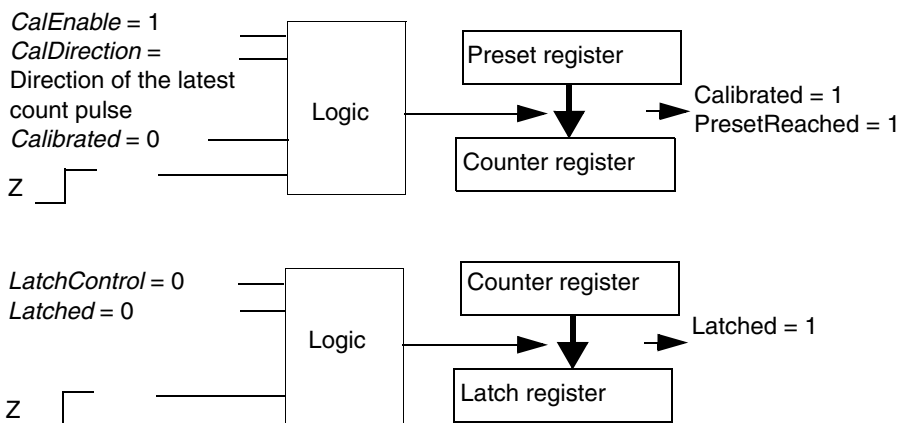 CalEnable = 1
CalDirection =
Direction of the latest
count pulse
Calibrated = 0
Z
Logic
Preset register
Counter register
Calibrated = 1
PresetReached = 1
LatchControl = 0
Latched = 0
Z
Logic
Counter register
Latch register
Latched = 1